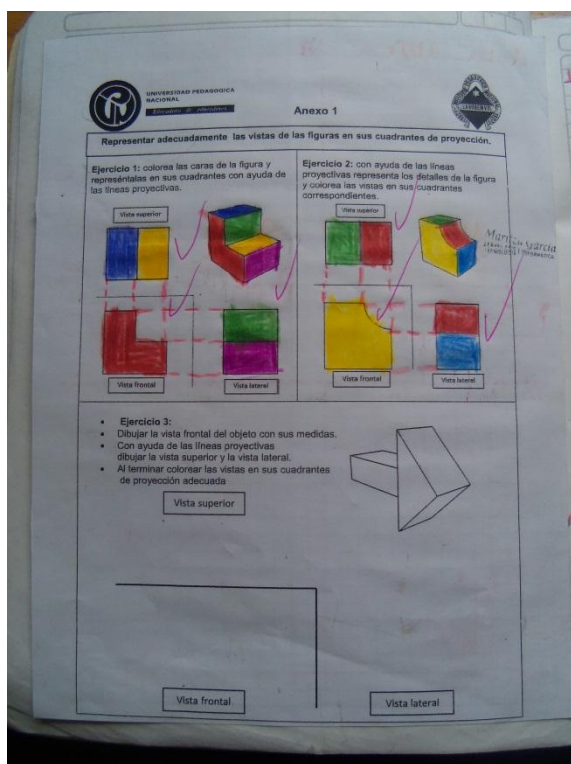 UNIVERSIDAD PEDAGOGICA
NACIONAL
Educadora de educadores
Anexo 1
Representar adecuadamente las vistas de las figuras en sus cuadrantes de proyección.
Ejercicio 1: colorea las caras de la figura y
represéntalas en sus cuadrantes con ayuda de
las líneas proyectivas.
Vista superior
Vista frontal
Vista lateral
Ejercicio 2: con ayuda de las líneas
proyectivas representa los detalles de la figura
y colorea las vistas en sus cuadrantes
correspondientes.
Vista superior
Vista frontal
Vista lateral
Ejercicio 3:
Dibujar la vista frontal del objeto con sus medidas.
Con ayuda de las líneas proyectivas
dibujar la vista superior y la vista lateral.
Al terminar colorear las vistas en sus cuadrantes
de proyección adecuada
Vista superior
Vista frontal
Vista lateral